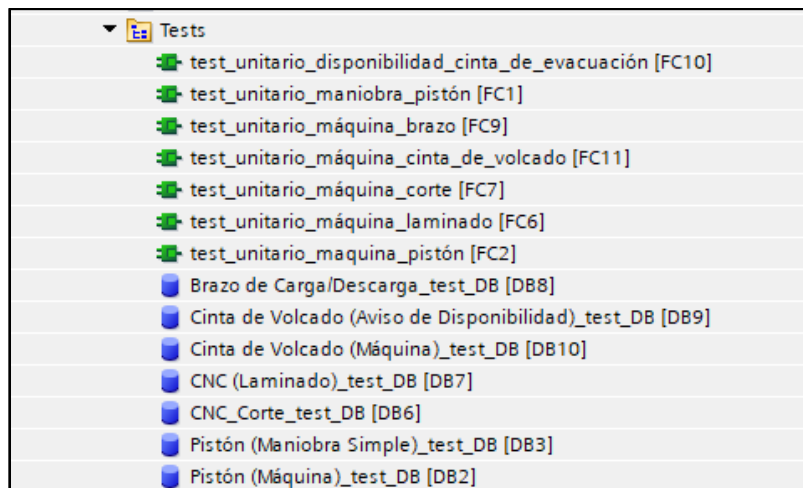 Tests
test_unitario_disponibilidad_cinta_de_evacuación [FC10]
test_unitario_maniobra_pistón [FC1]
test_unitario_máquina_brazo [FC9]
test_unitario_máquina_cinta_de_volcado [FC11]
test_unitario_máquina_corte [FC7]
test_unitario_máquina_laminado [FC6]
test_unitario_maquina_pistón [FC2]
Brazo de Carga/Descarga_test_DB [DB8]
Cinta de Volcado (Aviso de Disponibilidad)_test_DB [DB9]
Cinta de Volcado (Máquina)_test_DB [DB10]
CNC (Laminado)_test_DB [DB7]
CNC_Corte_test_DB [DB6]
Pistón (Maniobra Simple)_test_DB [DB3]
Pistón (Máquina)_test_DB [DB2]